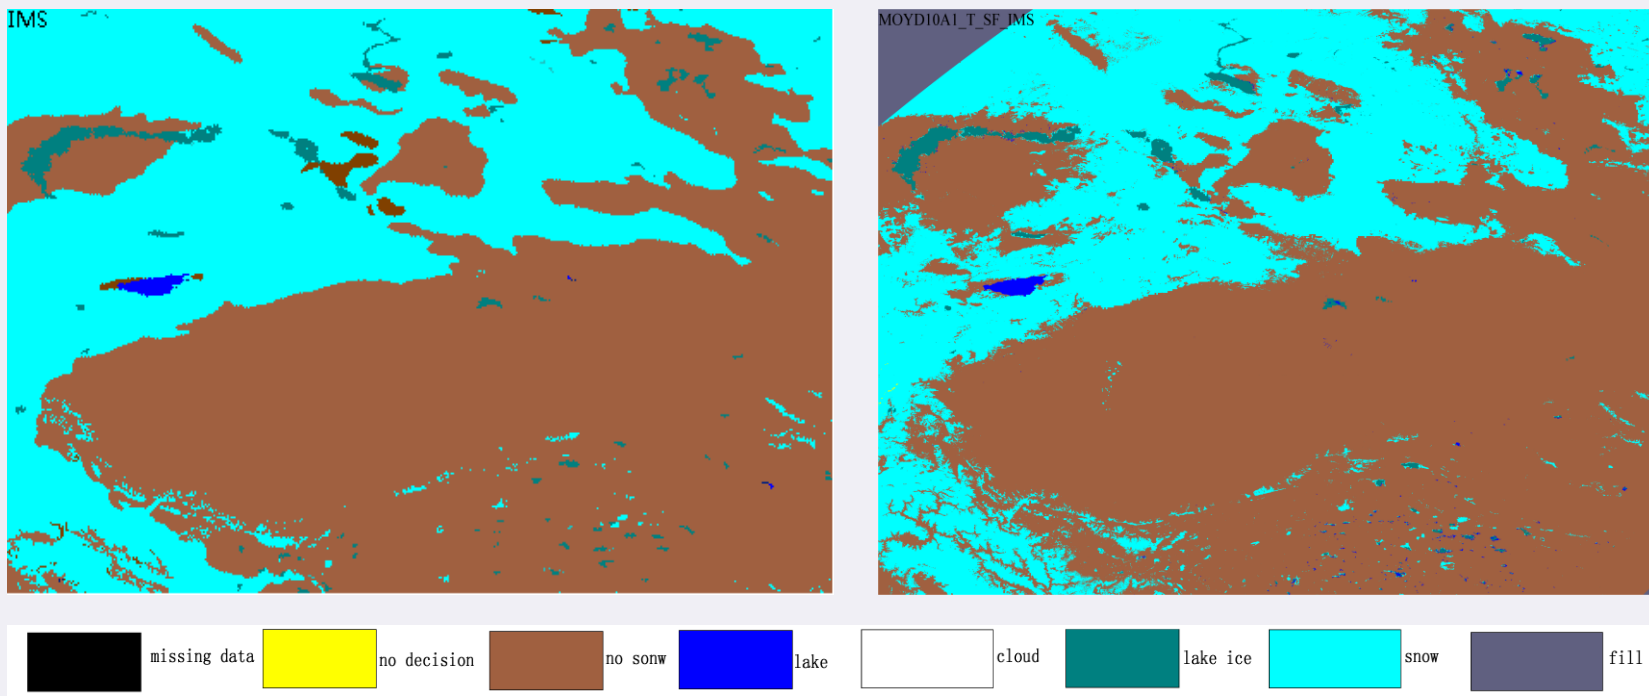 IMS
MOYD10A1_T_SF_IMS
missing data
no decision
no sonw
lake
cloud
lake ice
snow
fill